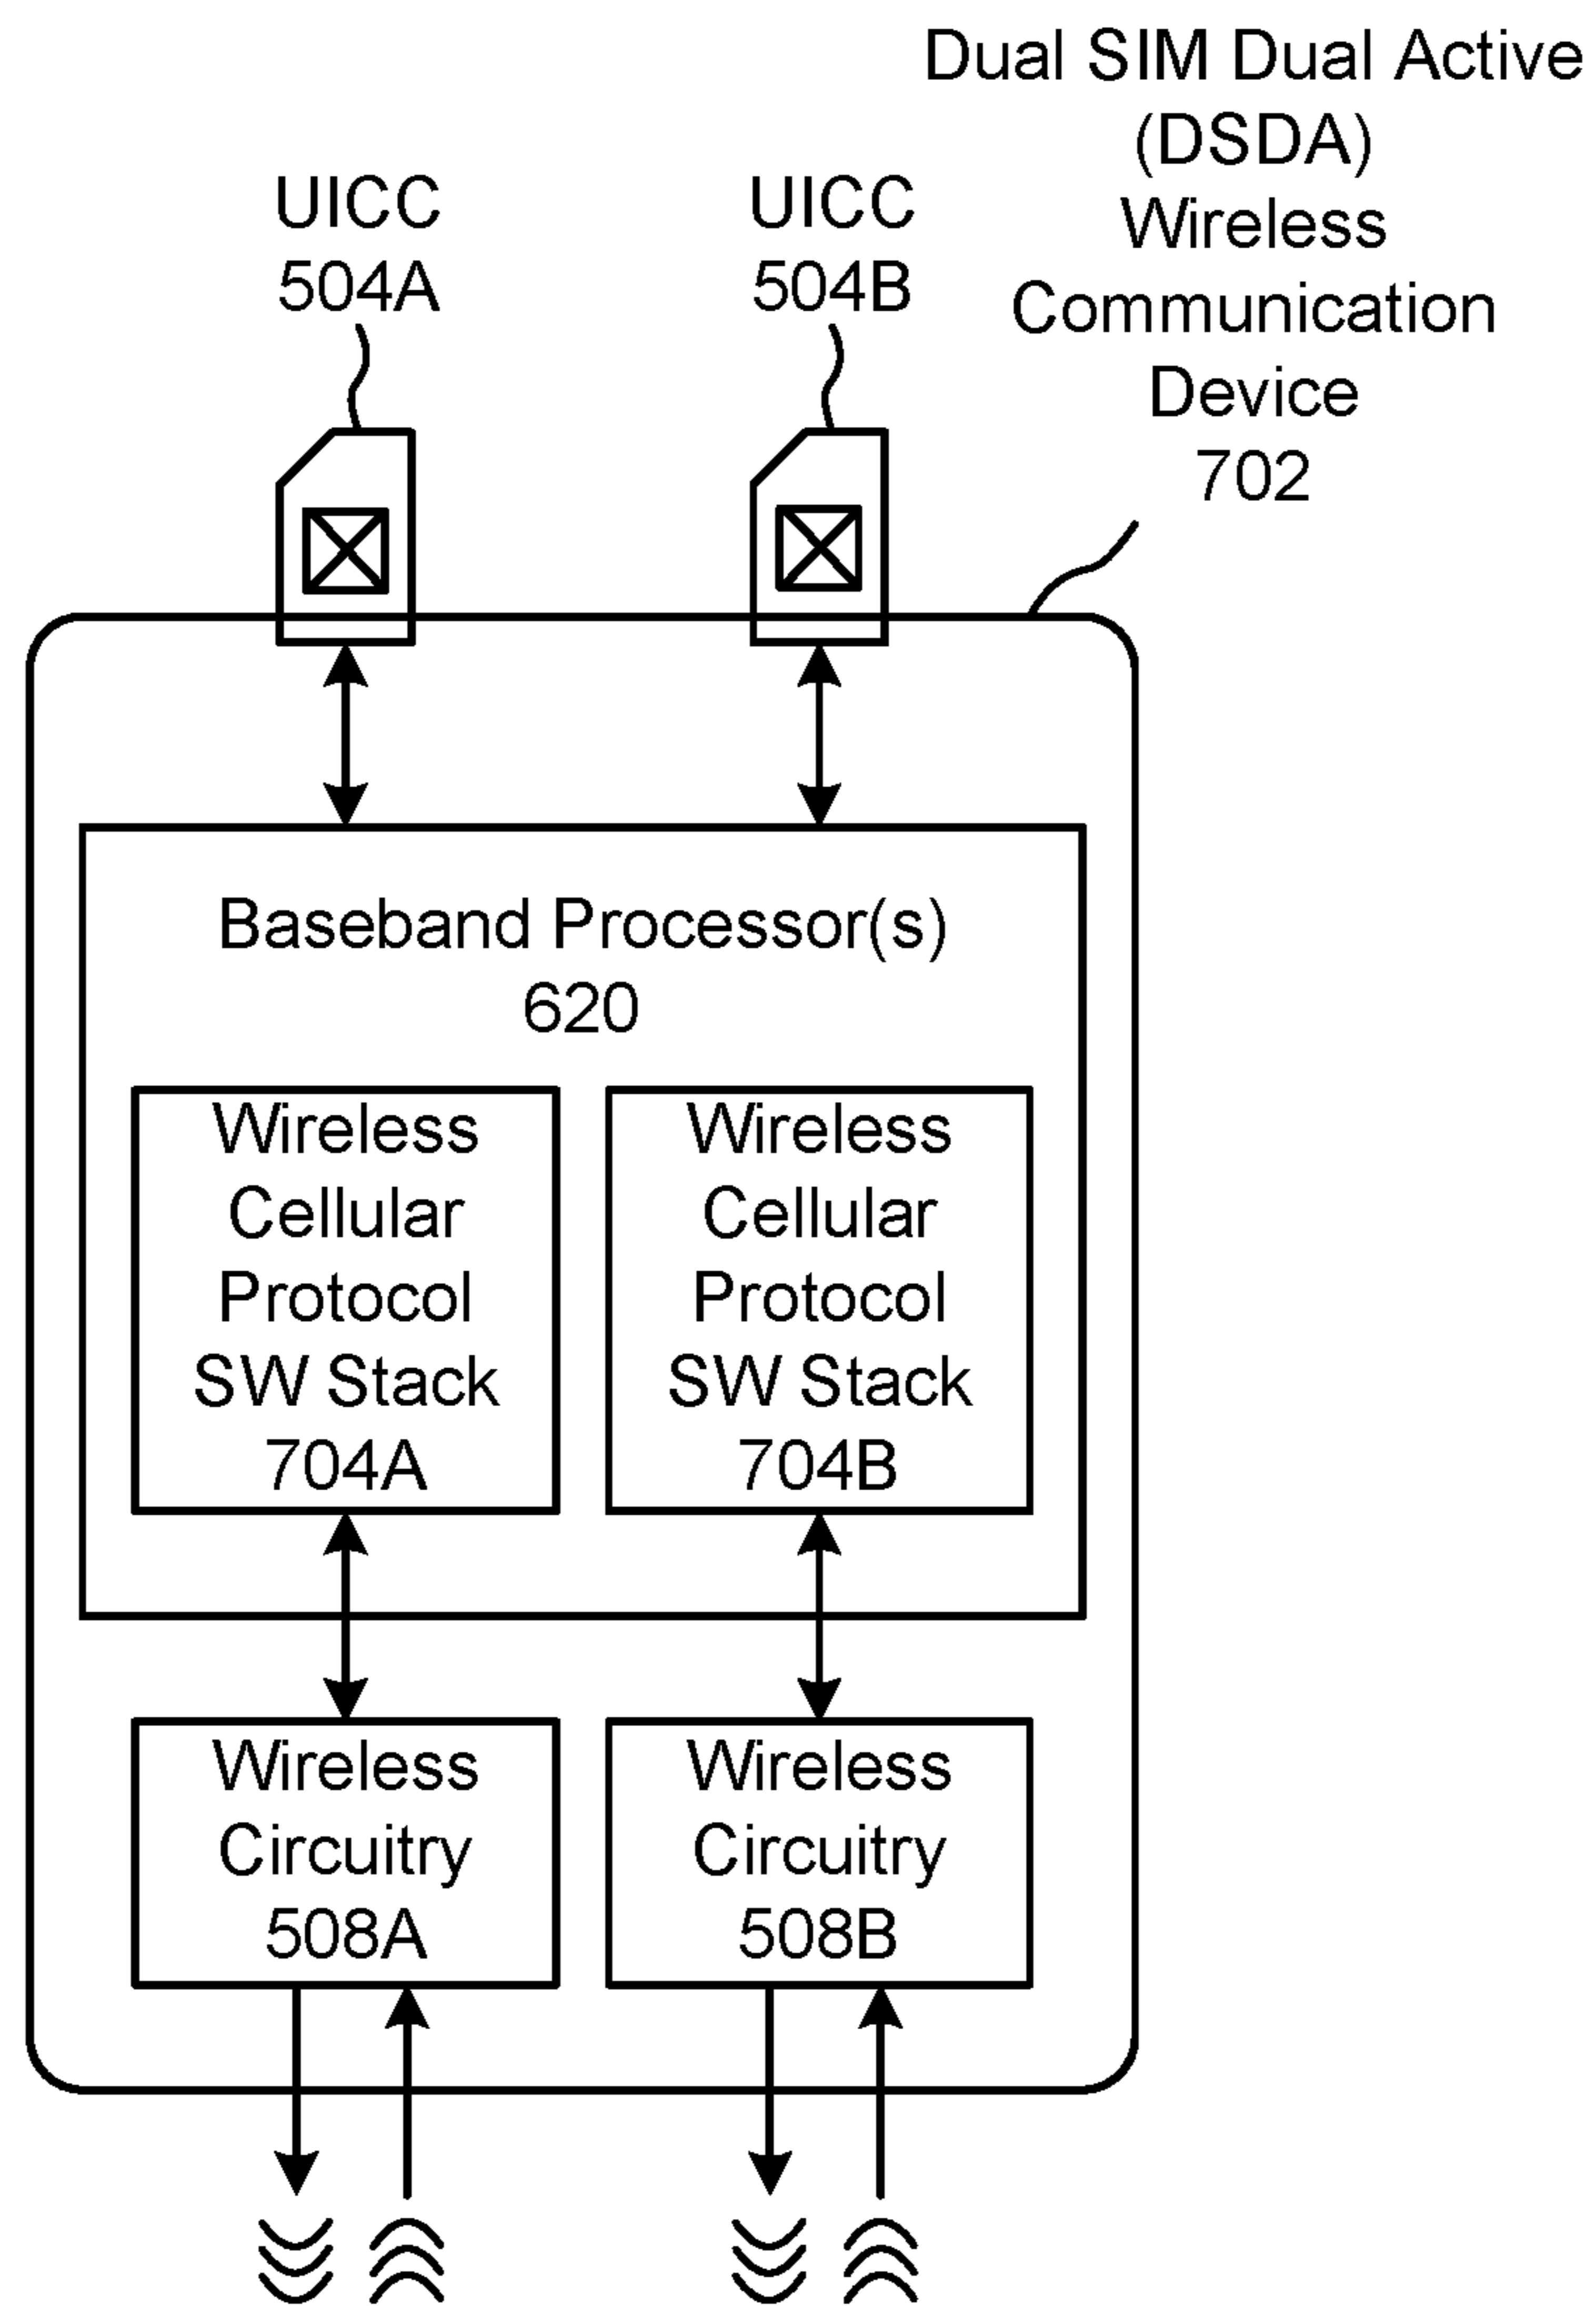 Dual SIM Dual Active
(DSDA)
Wireless
Communication
Device
702
UICC
504A
UICC
504B
Baseband Processor(s)
620
Wireless
Cellular
Protocol
SW Stack
704A
Wireless
Cellular
Protocol
SW Stack
704B
Wireless
Circuitry
508A
Wireless
Circuitry
508B